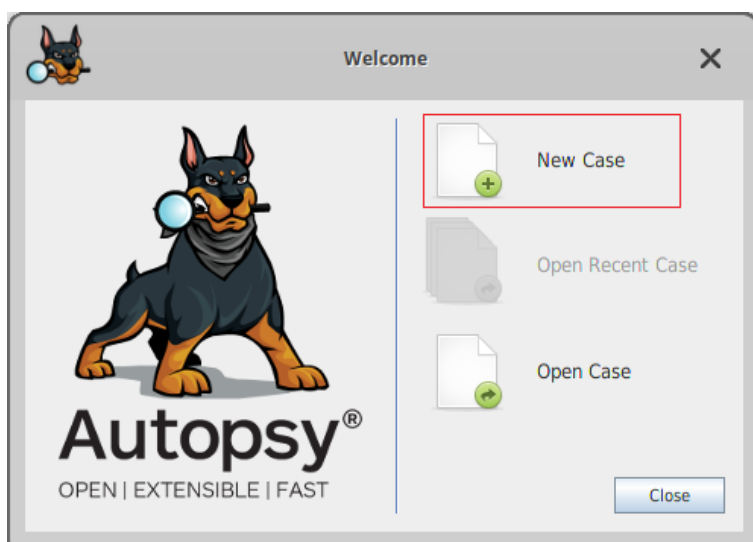 Welcome
New Case
Open Recent Case
Open Case
Autopsy®
OPEN | EXTENSIBLE | FAST
Close